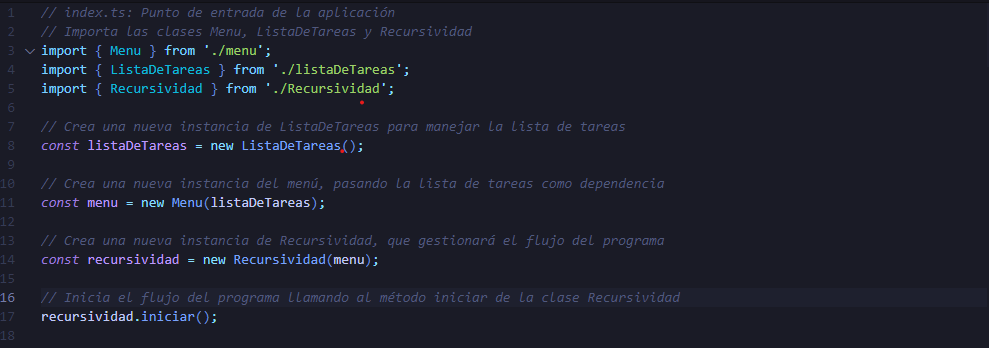 1 // index.ts: Punto de entrada de la aplicación
2 // Importa las clases Menu, ListaDeTareas y Recursividad
3 import { Menu } from './menu';
4 import { ListaDeTareas } from './listaDeTareas';
5 import { Recursividad } from './Recursividad';
6
7 // Crea una nueva instancia de ListaDeTareas para manejar la lista de tareas
8 const listaDeTareas = new ListaDeTareas();
9
10 // Crea una nueva instancia del menú, pasando la lista de tareas como dependencia
11 const menu = new Menu(listaDeTareas);
12
13 // Crea una nueva instancia de Recursividad, que gestionará el flujo del programa
14 const recursividad = new Recursividad(menu);
15
16 // Inicia el flujo del programa llamando al método iniciar de la clase Recursividad
17 recursividad.iniciar();
18